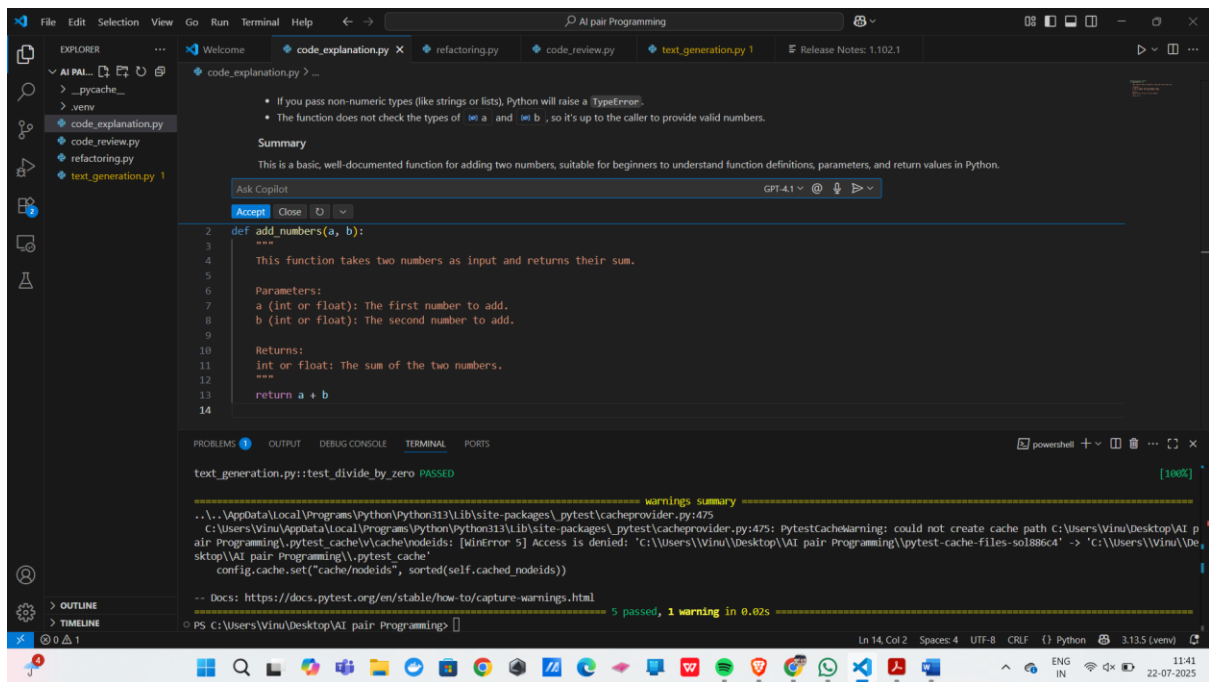 File Edit Selection View Go Run Terminal Help
AI pair Programming
EXPLORER
Welcome
code_explanation.py
refactoring.py
code_review.py
text_generation.py 1
Release Notes: 1.102.1
AI PAI...
__pycache__
.venv
code_explanation.py
code_review.py
refactoring.py
text_generation.py 1
code_explanation.py > ...
• If you pass non-numeric types (like strings or lists), Python will raise a TypeError.
• The function does not check the types of a and b , so it's up to the caller to provide valid numbers.
Summary
This is a basic, well-documented function for adding two numbers, suitable for beginners to understand function definitions, parameters, and return values in Python.
Ask Copilot
GPT-4.1
Accept Close
2 def add_numbers(a, b):
3 """
4 This function takes two numbers as input and returns their sum.
5
6 Parameters:
7 a (int or float): The first number to add.
8 b (int or float): The second number to add.
9
10 Returns:
11 int or float: The sum of the two numbers.
12 """
13 return a + b
14
PROBLEMS 1 OUTPUT DEBUG CONSOLE TERMINAL PORTS
powershell
text_generation.py::test_divide_by_zero PASSED [100%]
warnings summary
..\..\AppData\Local\Programs\Python\Python313\Lib\site-packages\_pytest\cacheprovider.py:475
C:\Users\Vinu\AppData\Local\Programs\Python\Python313\Lib\site-packages\_pytest\cacheprovider.py:475: PytestCacheWarning: could not create cache path C:\Users\Vinu\Desktop\AI p
air Programming\.pytest_cache\v\cache\nodeids: [WinError 5] Access is denied: 'C:\\Users\\Vinu\\Desktop\\AI pair Programming\\pytest-cache-files-sol886c4' -> 'C:\\Users\\Vinu\\De
sktop\\AI pair Programming\\.pytest_cache'
config.cache.set("cache/nodeids", sorted(self.cached_nodeids))
-- Docs: https://docs.pytest.org/en/stable/how-to/capture-warnings.html
5 passed, 1 warning in 0.02s
PS C:\Users\Vinu\Desktop\AI pair Programming>
OUTLINE
TIMELINE
0 1
Ln 14, Col 2 Spaces: 4 UTF-8 CRLF {} Python 3.13.5 (.venv)
ENG
IN
11:41
22-07-2025